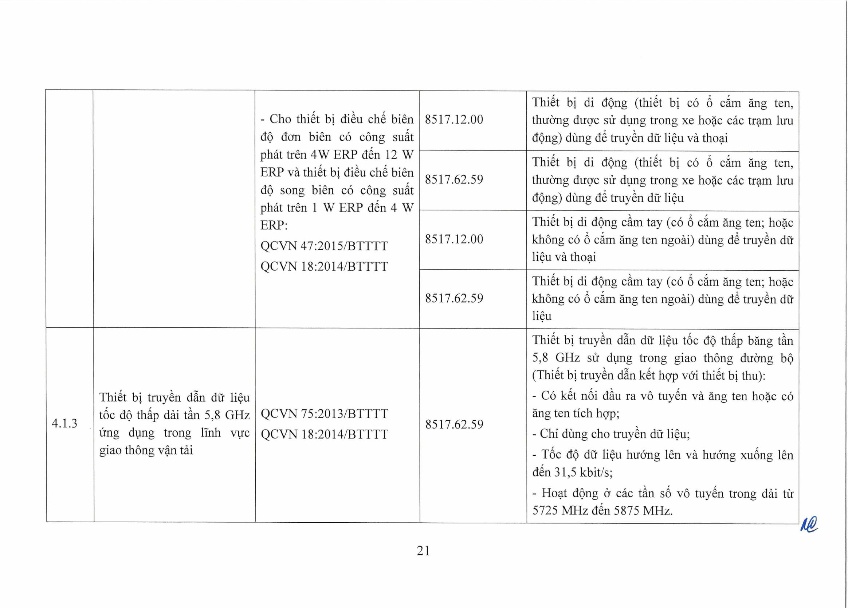 - Cho thiết bị điều chế biên
độ đơn biên có công suất
phát trên 4W ERP đến 12 W
ERP và thiết bị điều chế biên
độ song biên có công suất
phát trên 1 W ERP đến 4 W
ERP:
QCVN 47:2015/BTTTT
QCVN 18:2014/BTTTT
8517.12.00
Thiết bị di động (thiết bị có ổ cắm ăng ten,
thường được sử dụng trong xe hoặc các trạm lưu
động) dùng để truyền dữ liệu và thoại
8517.62.59
Thiết bị di động (thiết bị có ổ cắm ăng ten,
thường được sử dụng trong xe hoặc các trạm lưu
động) dùng để truyền dữ liệu
8517.12.00
Thiết bị di động cầm tay (có ổ cắm ăng ten; hoặc
không có ổ cắm ăng ten ngoài) dùng để truyền dữ
liệu và thoại
8517.62.59
Thiết bị di động cầm tay (có ổ cắm ăng ten; hoặc
không có ổ cắm ăng ten ngoài) dùng để truyền dữ
liệu
4.1.3
Thiết bị truyền dẫn dữ liệu
tốc độ thấp dải tần 5,8 GHz
ứng dụng trong lĩnh vực
giao thông vận tải
QCVN 75:2013/BTTTT
QCVN 18:2014/BTTTT
8517.62.59
Thiết bị truyền dẫn dữ liệu tốc độ thấp băng tần
5,8 GHz sử dụng trong giao thông đường bộ
(Thiết bị truyền dẫn kết hợp với thiết bị thu):
- Có kết nối đầu ra vô tuyến và ăng ten hoặc có
ăng ten tích hợp;
- Chỉ dùng cho truyền dữ liệu;
- Tốc độ dữ liệu hướng lên và hướng xuống lên
đến 31,5 kbit/s;
- Hoạt động ở các tần số vô tuyến trong dải từ
5725 MHz đến 5875 MHz.
21